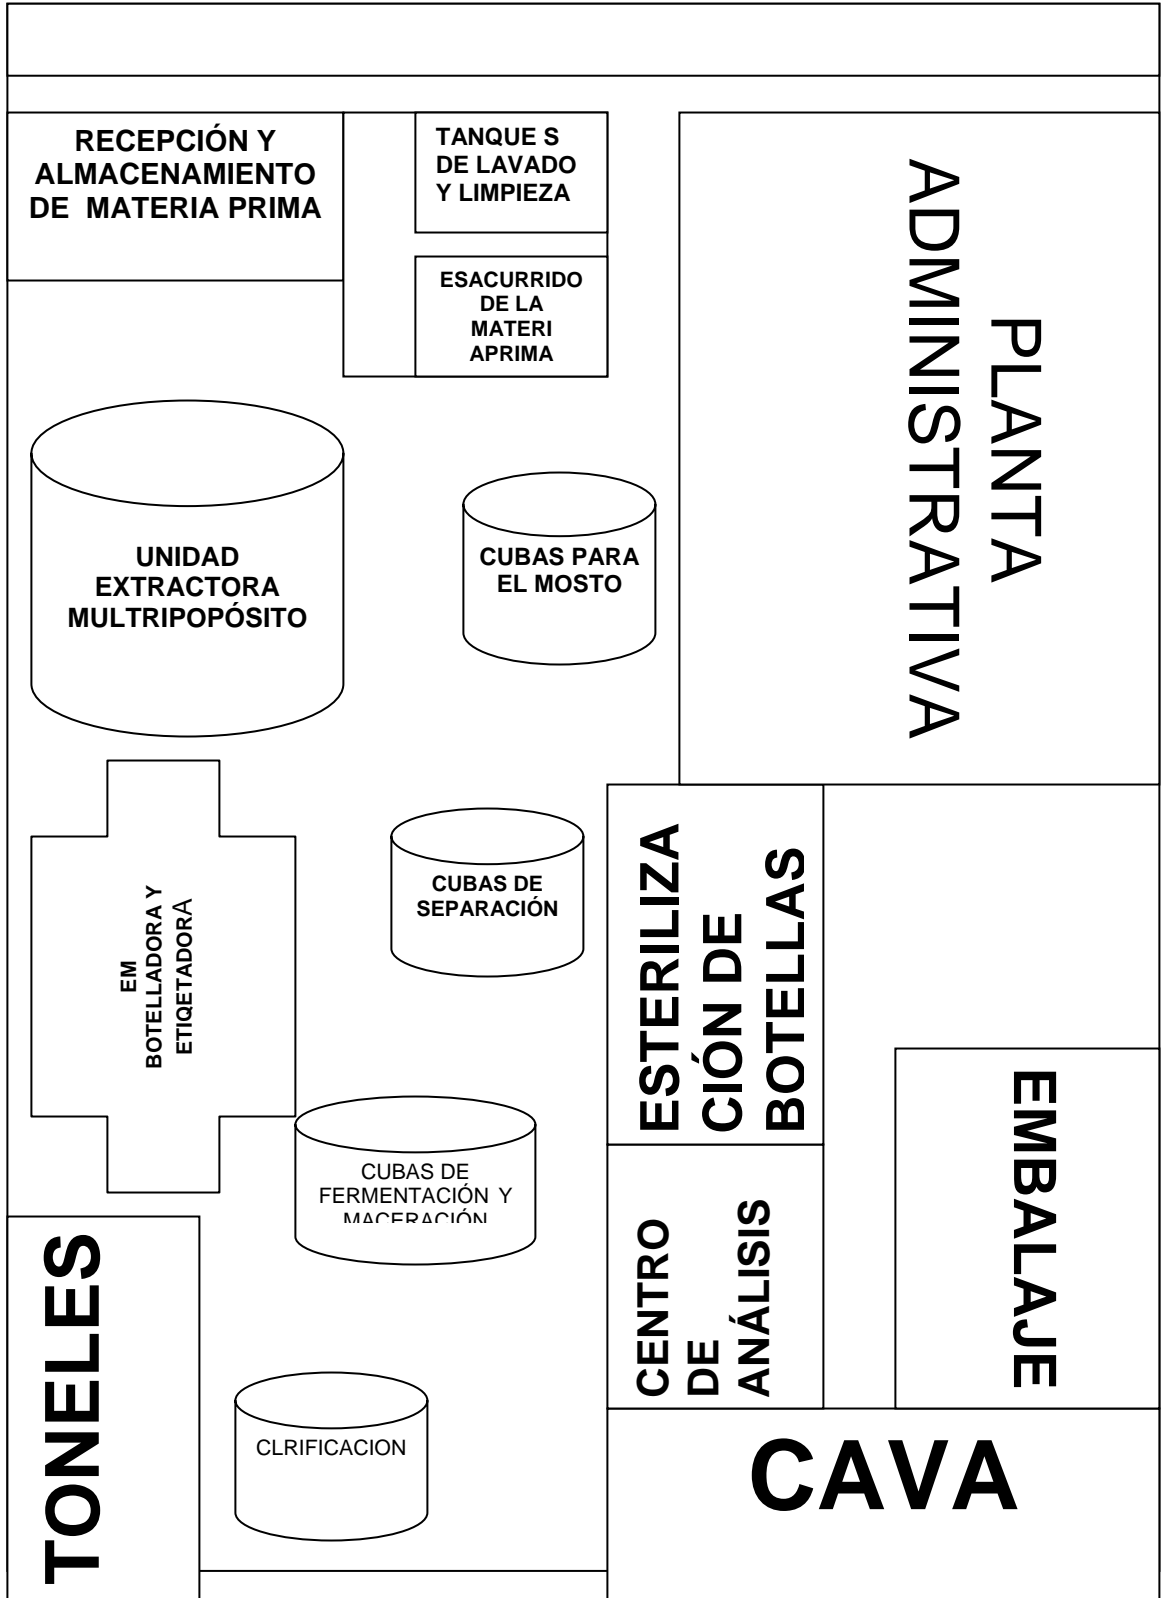 RECEPCIÓN Y
ALMACENAMIENTO
DE MATERIA PRIMA
TANQUE S
DE LAVADO
Y LIMPIEZA
ESACURRIDO
DE LA
MATERI
APRIMA
PLANTA
ADMINISTRATIVA
UNIDAD
EXTRACTORA
MULTRIPOPÓSITO
CUBAS PARA
EL MOSTO
EM
BOTELLADORA Y
ETIQETADORA
CUBAS DE
SEPARACIÓN
ESTERILIZA
CIÓN DE
BOTELLAS
CUBAS DE
FERMENTACIÓN Y
MACERACIÓN
CENTRO
DE
ANÁLISIS
EMBALAJE
TONELES
CLRIFICACION
CAVA